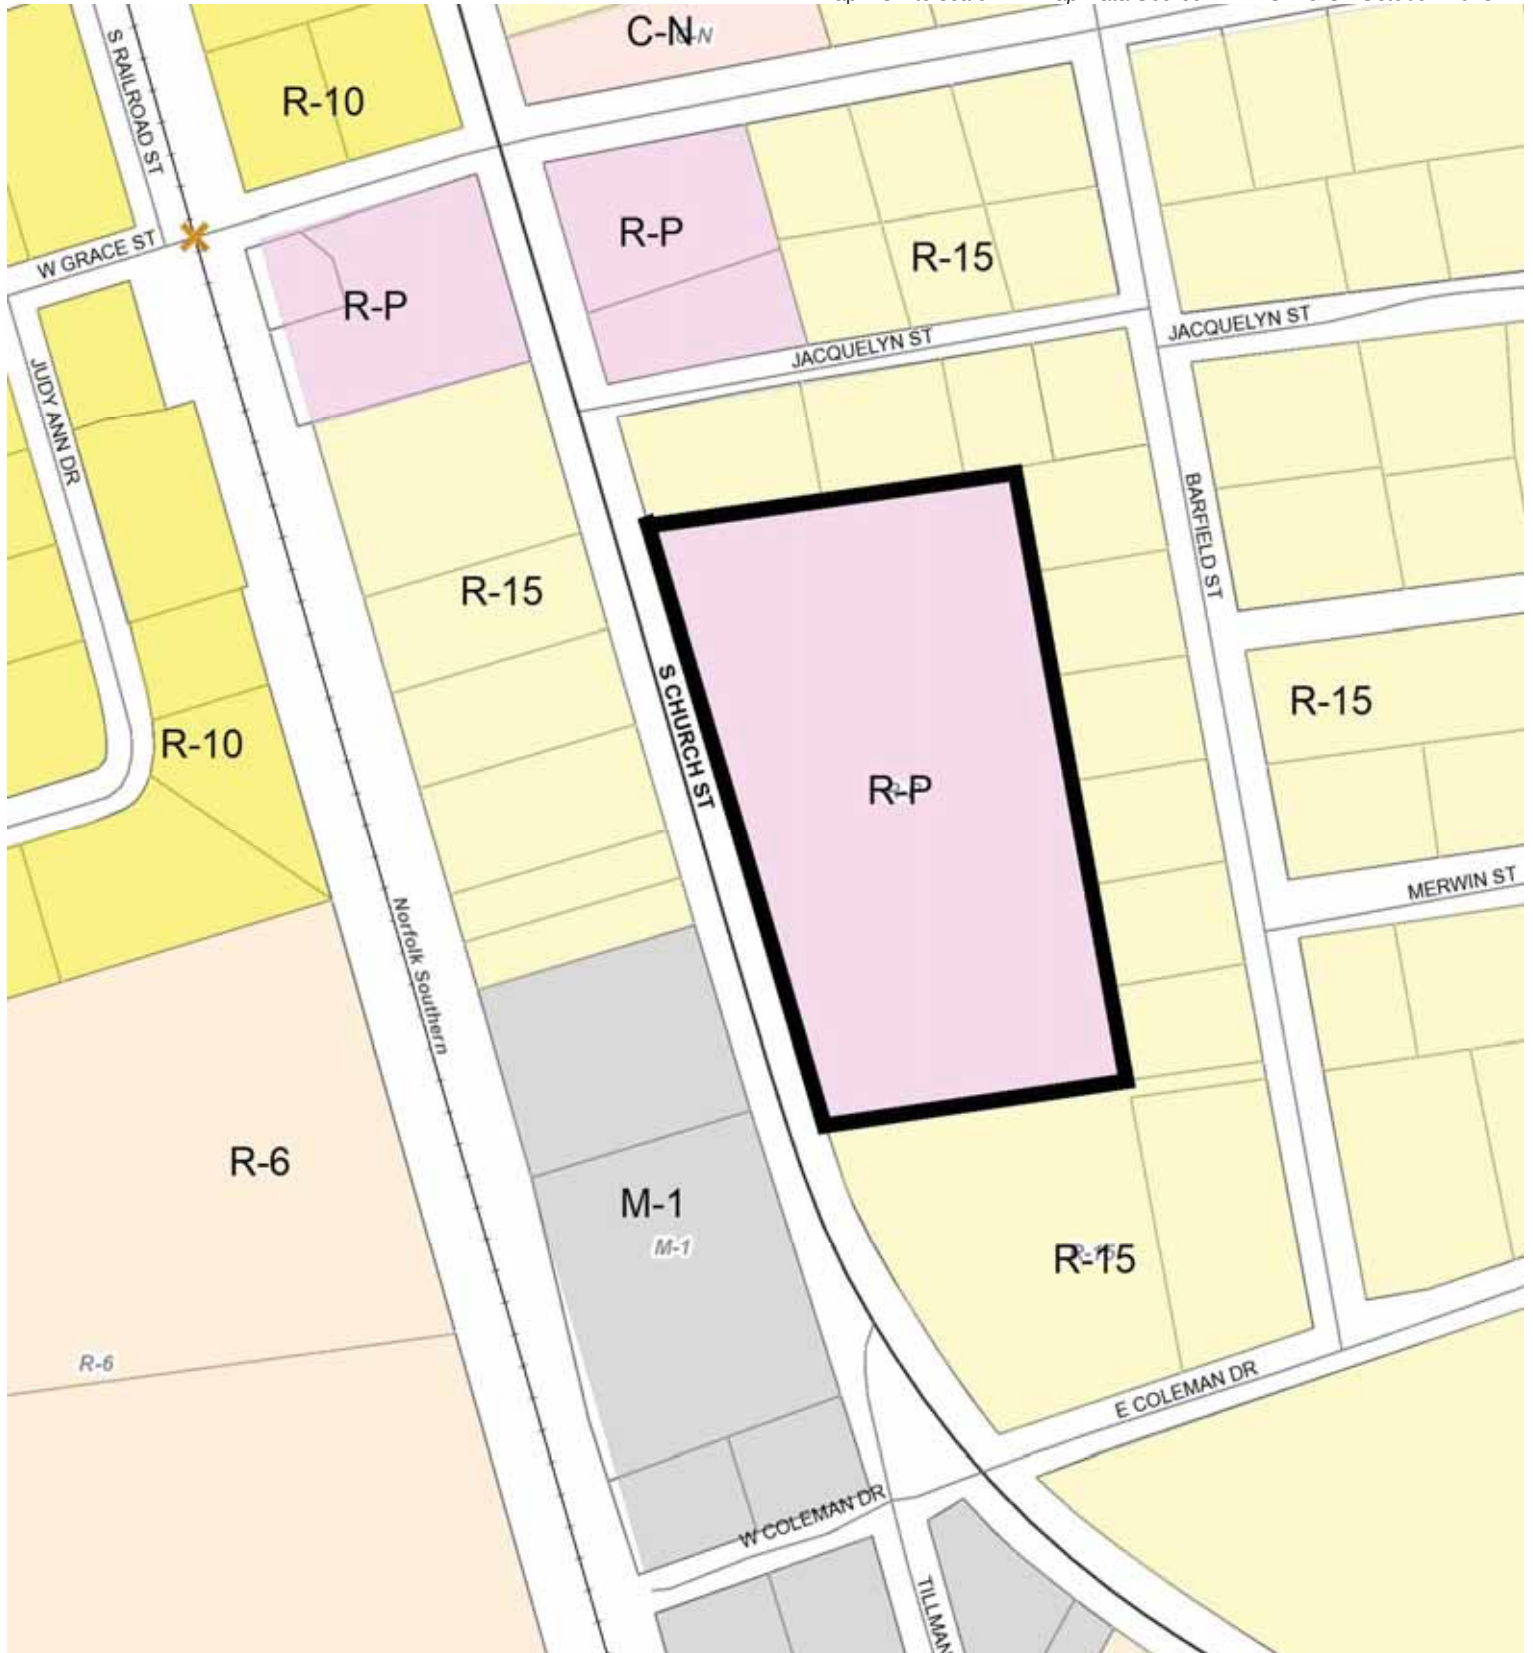 S RAILROAD ST
C-N
R-10
R-P
W GRACE ST
R-15
R-P
JACQUELYN ST
JACQUELYN ST
JUDY ANN DR
BARFIELD ST
R-15
R-15
S CHURCH ST
R-10
R-P
MERWIN ST
Norfolk Southern
R-6
M-1
M-1
R-15
R-6
E COLEMAN DR
W COLEMAN DR
TILLMAN